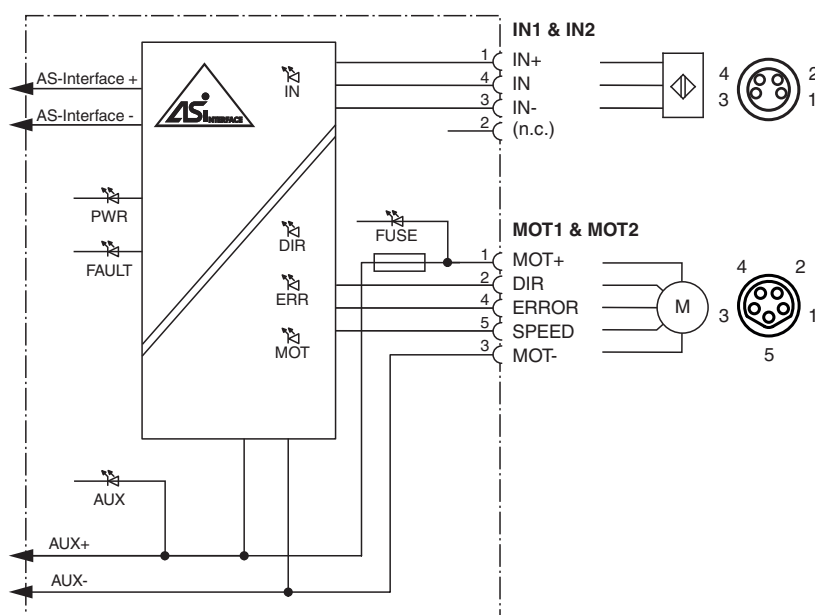 IN1 & IN2
1 IN+
4 IN
3 IN-
2 (n.c.)
4 2
3 1
AS-Interface +
AS-Interface -
ASi INTERFACE
IN
PWR
FAULT
DIR
ERR
MOT
FUSE
MOT1 & MOT2
1 MOT+
2 DIR
4 ERROR
5 SPEED
3 MOT-
M
4 2
3 1
5
AUX
AUX+
AUX-